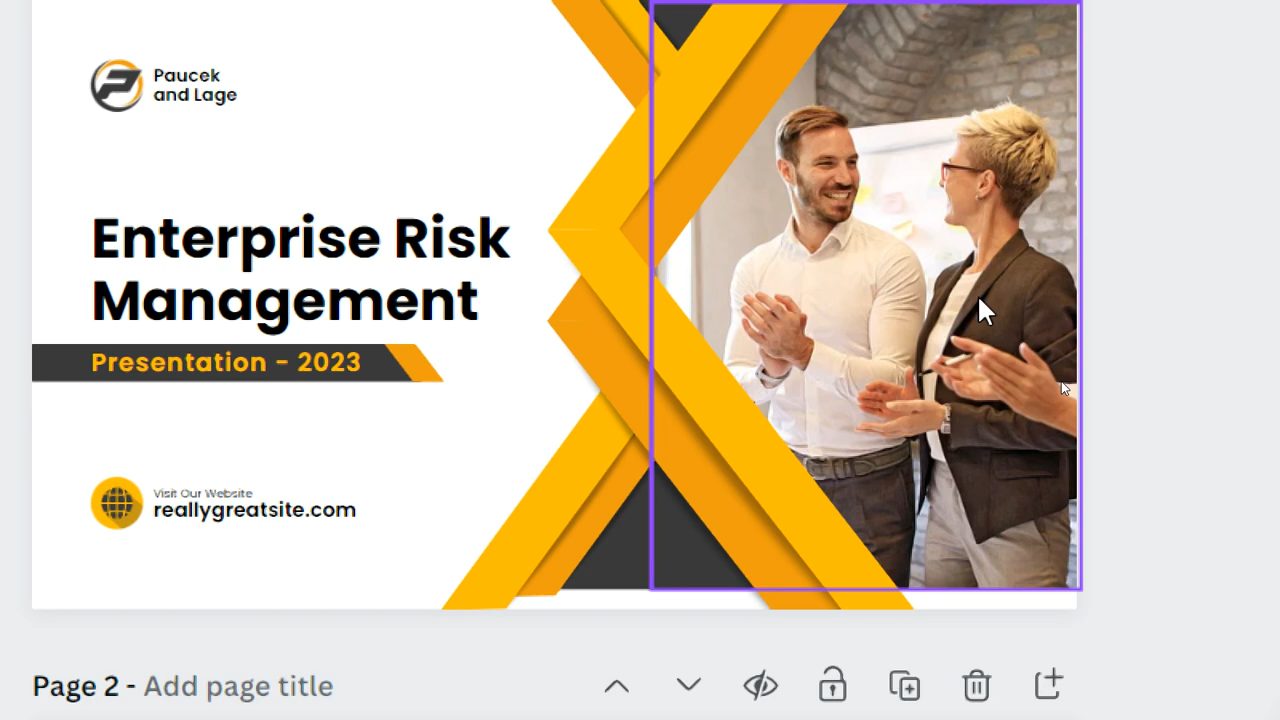 Paucek
and Lage
Enterprise Risk
Management
Presentation - 2023
Visit Our Website
reallygreatsite.com
Page 2 - Add page title